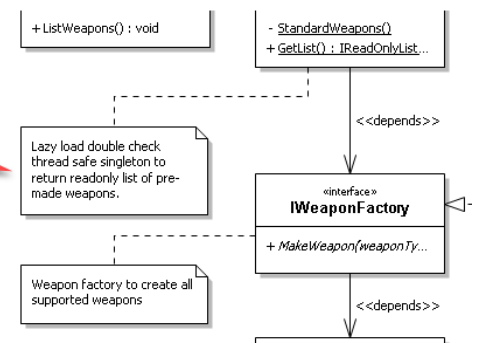 +ListWeapons() : void
- StandardWeapons()
+ GetList() : IReadOnlyList...
<<depends>>
Lazy load double check
thread safe singleton to
return readonly list of pre-
made weapons.
«interface»
IWeaponFactory
+ MakeWeapon(weaponTy...
Weapon factory to create all
supported weapons
<<depends>>